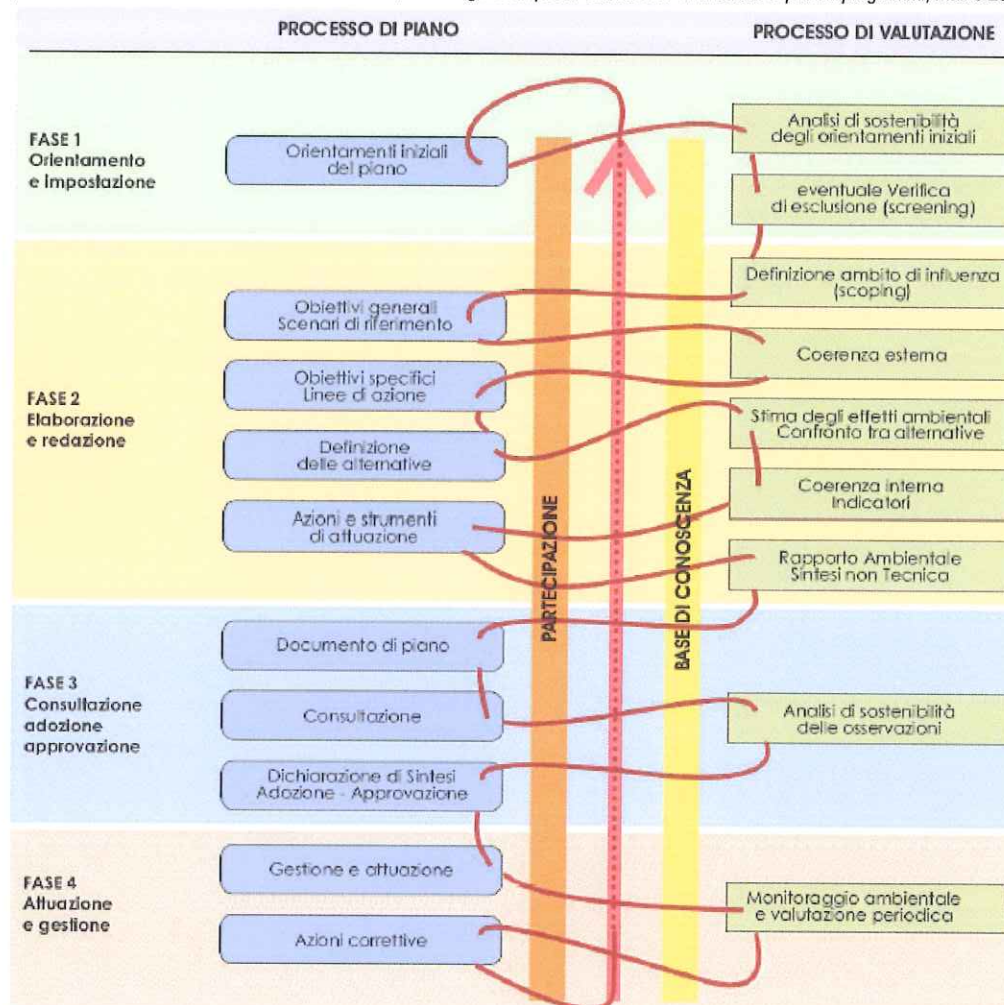 PROCESSO DI PIANO
PROCESSO DI VALUTAZIONE
FASE 1
Orientamento
e impostazione
Orientamenti iniziali
del piano
Analisi di sostenibilità
degli orientamenti iniziali
eventuale Verifica
di esclusione (screening)
FASE 2
Elaborazione
e redazione
Obiettivi generali
Scenari di riferimento
Obiettivi specifici
Linee di azione
Definizione
delle alternative
Azioni e strumenti
di attuazione
Definizione ambito di influenza
(scoping)
Coerenza esterna
Stima degli effetti ambientali
Confronto tra alternative
Coerenza interna
Indicatori
Rapporto Ambientale
Sintesi non Tecnica
PARTECIPAZIONE
BASE DI CONOSCENZA
FASE 3
Consultazione
adozione
approvazione
Documento di piano
Consultazione
Dichiarazione di Sintesi
Adozione - Approvazione
Analisi di sostenibilità
delle osservazioni
FASE 4
Attuazione
e gestione
Gestione e attuazione
Azioni correttive
Monitoraggio ambientale
e valutazione periodica